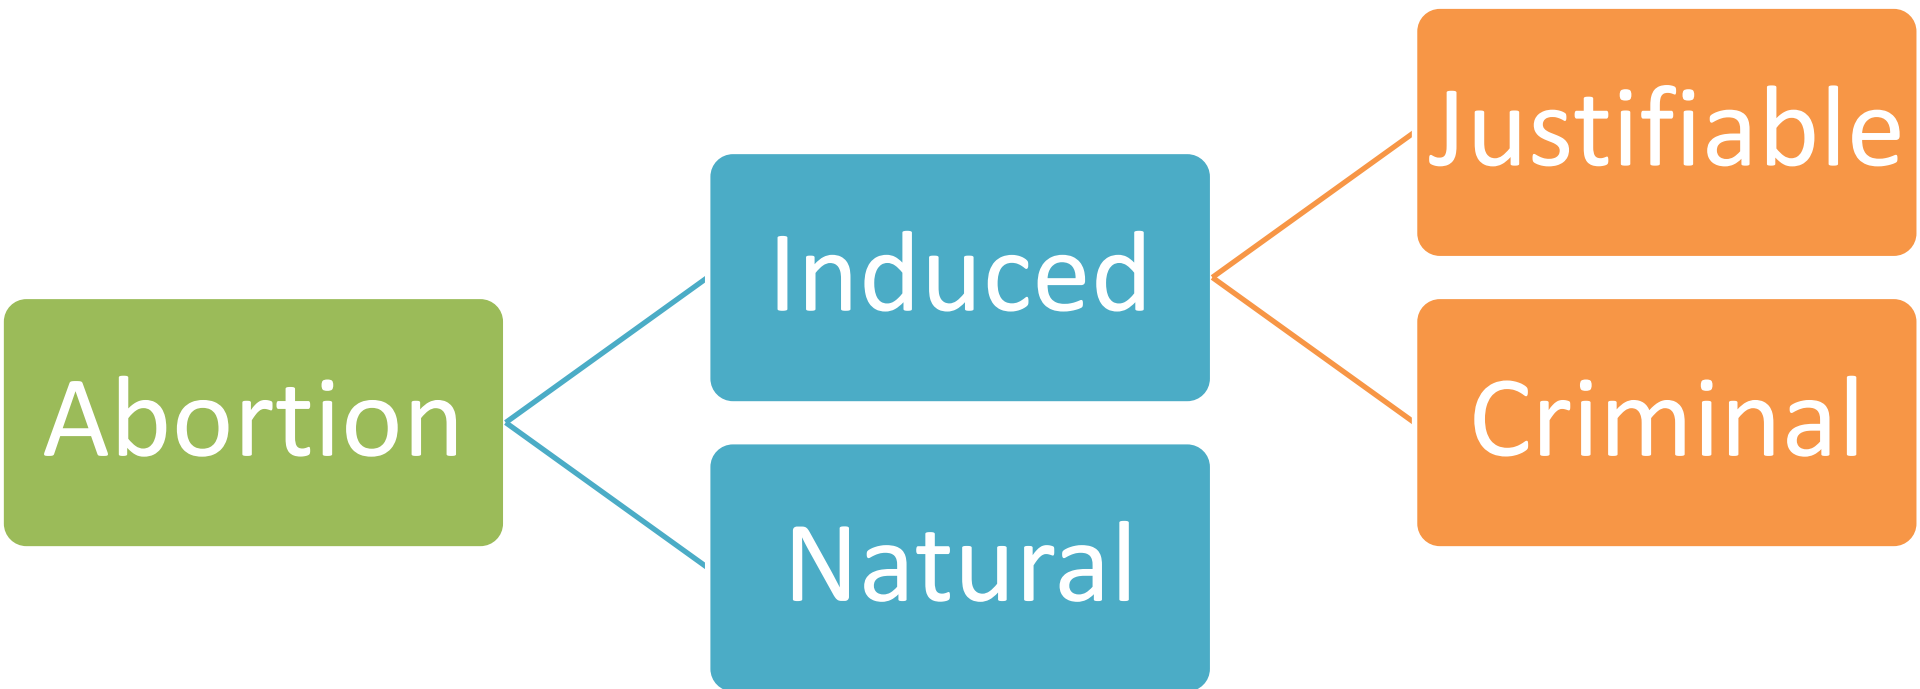 Abortion
Induced
Natural
Justifiable
Criminal